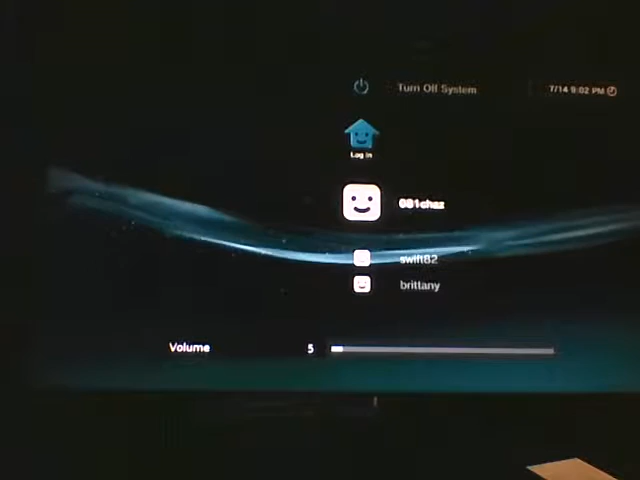 Turn Off System
7/14 9:02 PM
Log in
081chaz
swift82
brittany
Volume 5